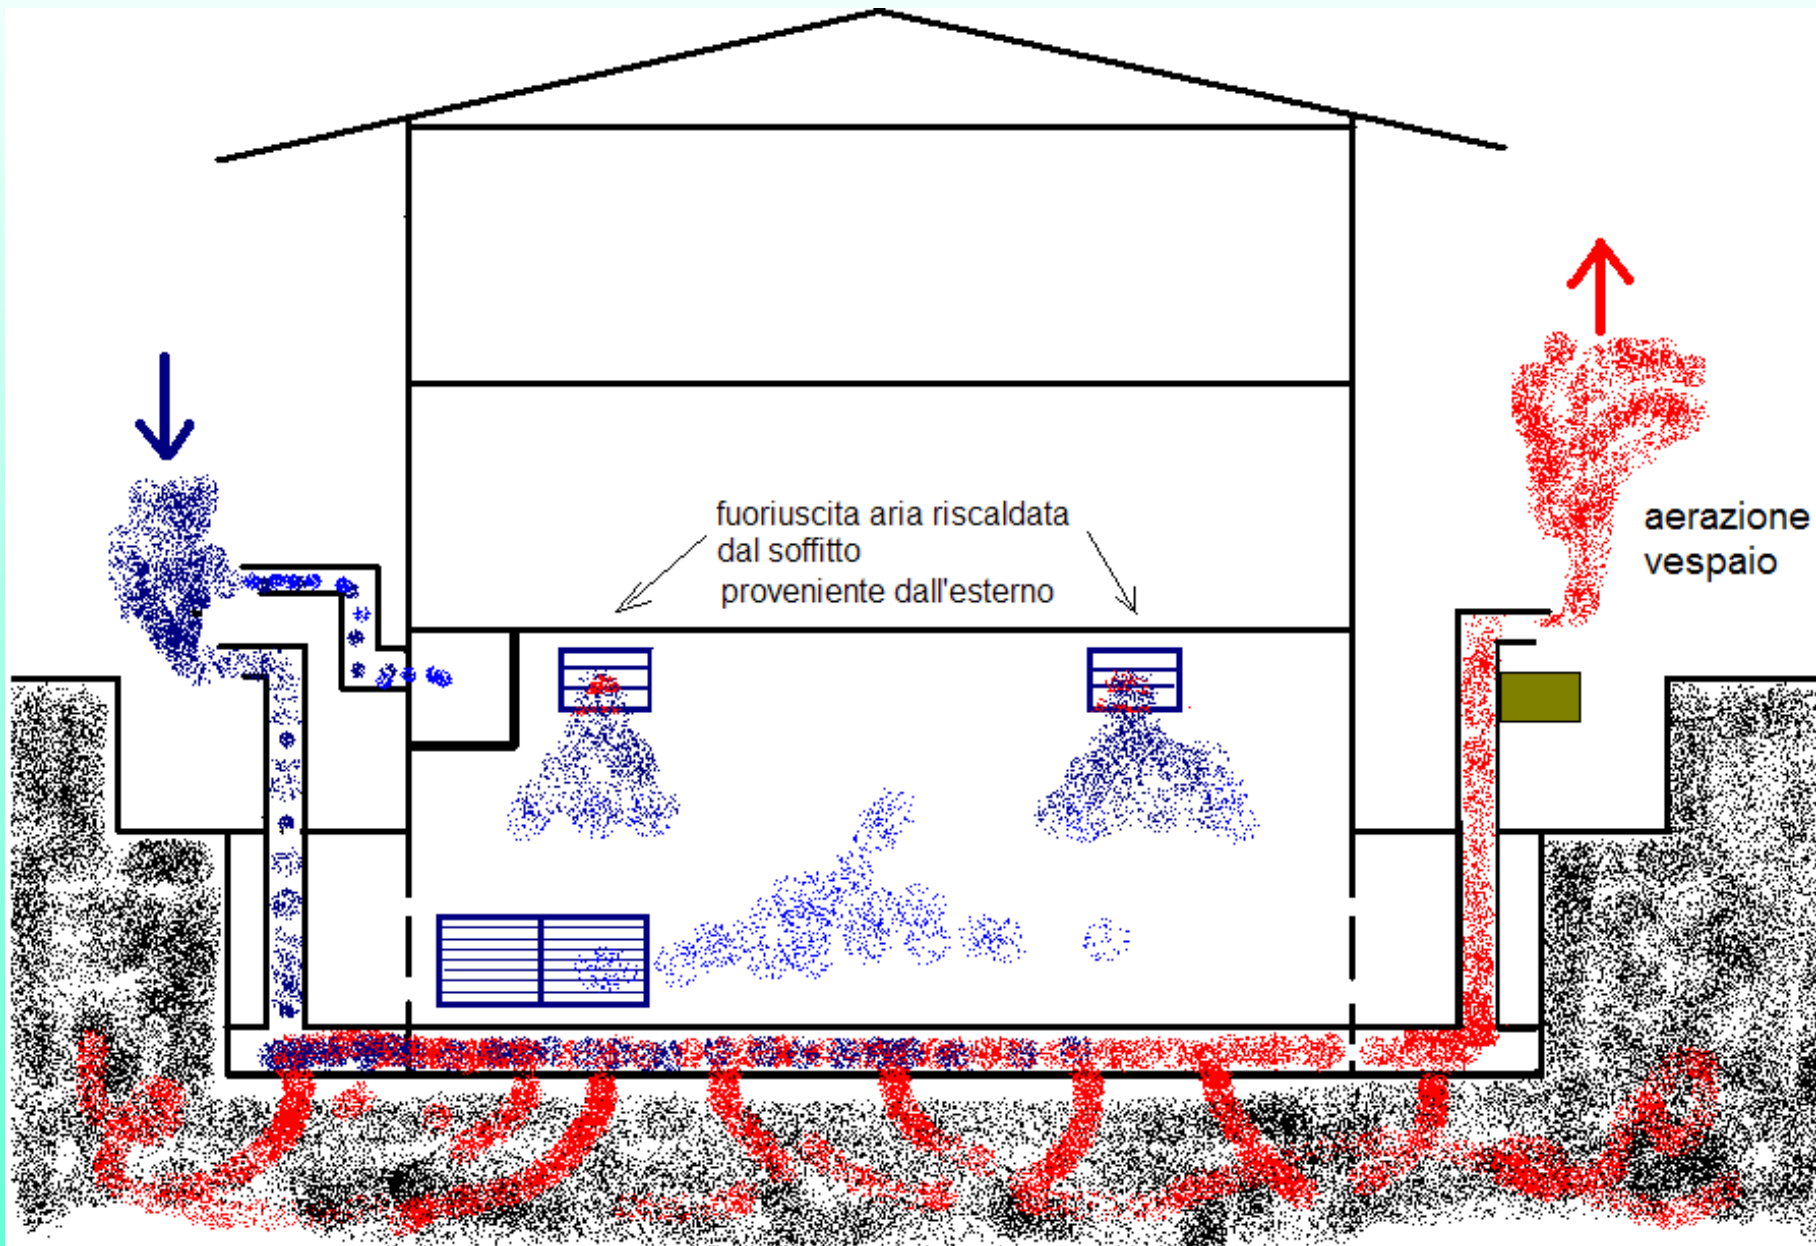 fuoriuscita aria riscaldata
dal soffitto
proveniente dall'esterno
aerazione
vespaio